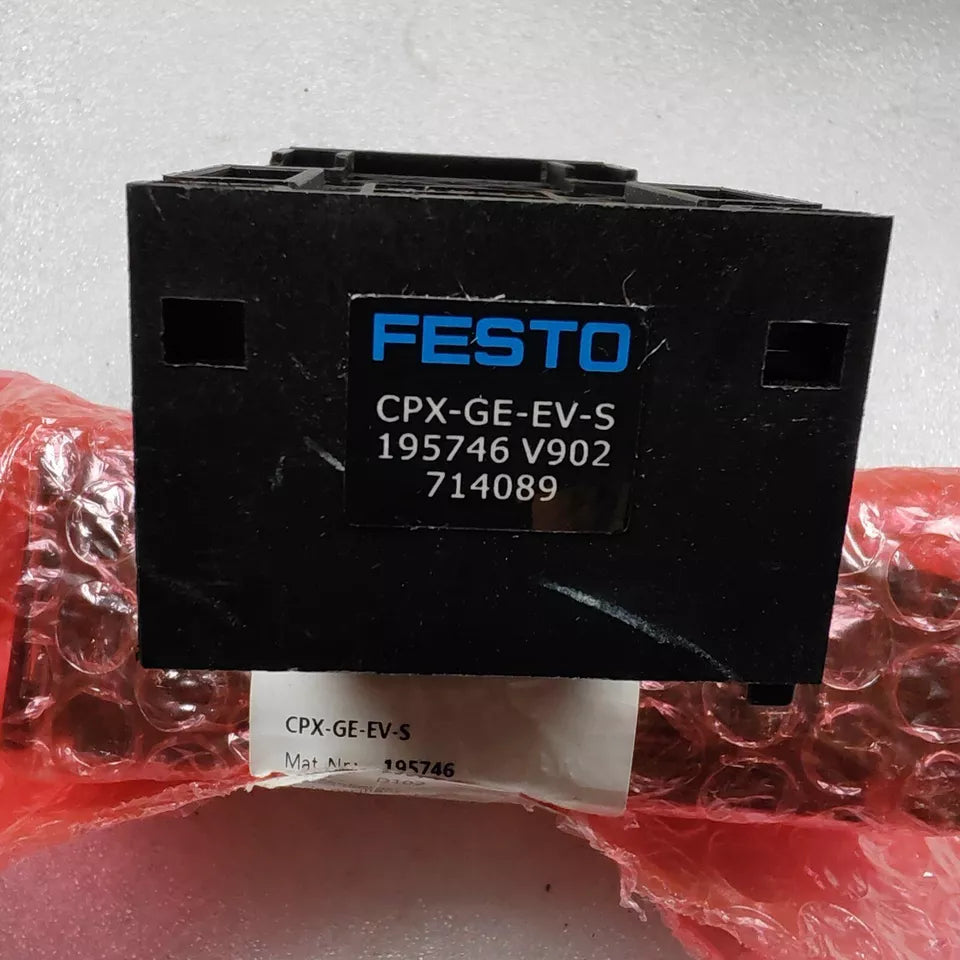 FESTO
CPX-GE-EV-S
195746 V902
714089
CPX-GE-EV-S
Mat. Nr.: 195746